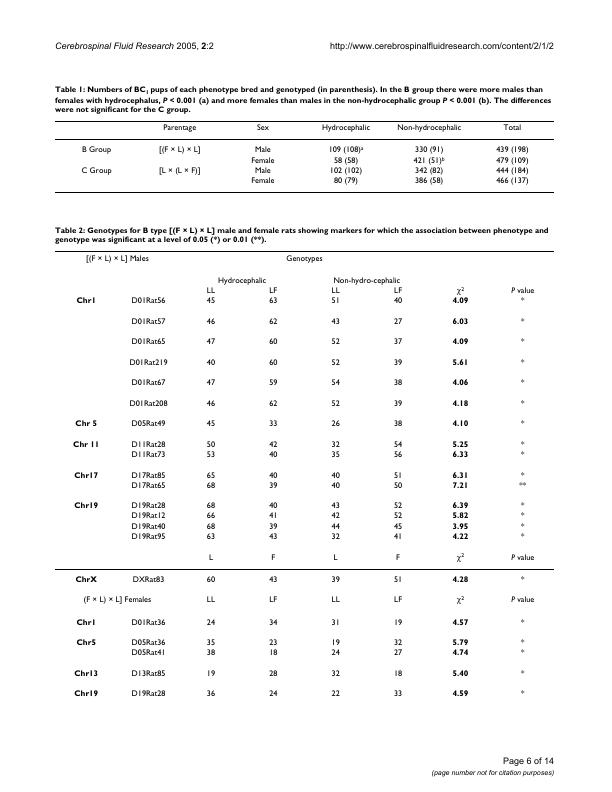 Cerebrospinal Fluid Research 2005, 2:2 http://www.cerebrospinalfluidresearch.com/content/2/1/2
Table 1: Numbers of BC1 pups of each phenotype bred and genotyped (in parenthesis). In the B group there were more males than
females with hydrocephalus, P < 0.001 (a) and more females than males in the non-hydrocephalic group P < 0.001 (b). The differences
were not significant for the C group.
Parentage Sex Hydrocephalic Non-hydrocephalic Total
B Group [(F × L) × L] Male 109 (108)a 330 (91) 439 (198)
Female 58 (58) 421 (51)b 479 (109)
C Group [L × (L × F)] Male 102 (102) 342 (82) 444 (184)
Female 80 (79) 386 (58) 466 (137)
Table 2: Genotypes for B type [(F × L) × L] male and female rats showing markers for which the association between phenotype and
genotype was significant at a level of 0.05 (*) or 0.01 (**).
[(F × L) × L] Males Genotypes
Hydrocephalic Non-hydro-cephalic
LL LF LL LF χ2 P value
Chr1 D01Rat56 45 63 51 40 4.09 *
D01Rat57 46 62 43 27 6.03 *
D01Rat65 47 60 52 37 4.09 *
D01Rat219 40 60 52 39 5.61 *
D01Rat67 47 59 54 38 4.06 *
D01Rat208 46 62 52 39 4.18 *
Chr 5 D05Rat49 45 33 26 38 4.10 *
Chr 11 D11Rat28 50 42 32 54 5.25 *
D11Rat73 53 40 35 56 6.33 *
Chr17 D17Rat85 65 40 40 51 6.31 *
D17Rat65 68 39 40 50 7.21 **
Chr19 D19Rat28 68 40 43 52 6.39 *
D19Rat12 66 41 42 52 5.82 *
D19Rat40 68 39 44 45 3.95 *
D19Rat95 63 43 32 41 4.22 *
L F L F χ2 P value
ChrX DXRat83 60 43 39 51 4.28 *
(F × L) × L] Females LL LF LL LF χ2 P value
Chr1 D01Rat36 24 34 31 19 4.57 *
Chr5 D05Rat36 35 23 19 32 5.79 *
D05Rat41 38 18 24 27 4.74 *
Chr13 D13Rat85 19 28 32 18 5.40 *
Chr19 D19Rat28 36 24 22 33 4.59 *
Page 6 of 14
(page number not for citation purposes)